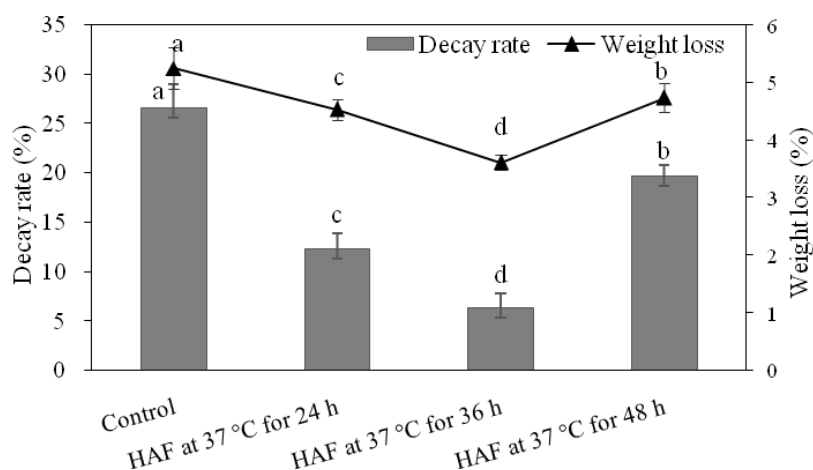 Decay rate
Weight loss
35
30
25
20
15
10
5
0
Decay rate (%)
6
5
4
3
2
1
0
Weight loss (%)
a
c
d
b
a
c
d
b
Control
HAF at 37 °C for 24 h
HAF at 37 °C for 36 h
HAF at 37 °C for 48 h